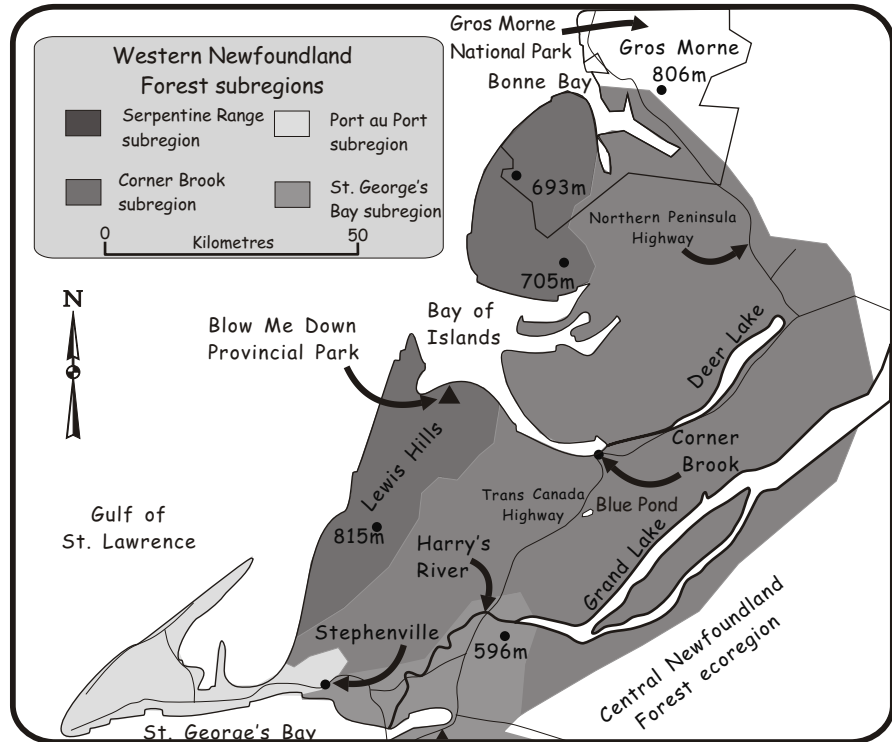 Gros Morne
National Park
Gros Morne
806m
Bonne Bay
Western Newfoundland
Forest subregions
Serpentine Range
subregion
Port au Port
subregion
Corner Brook
subregion
St. George's
Bay subregion
0
50
Kilometres
693m
Northern Peninsula
Highway
705m
N
Bay of
Islands
Blow Me Down
Provincial Park
Deer Lake
Lewis Hills
Corner
Brook
Trans Canada
Highway
Blue Pond
Gulf of
St. Lawrence
815m
Harry's
River
Grand Lake
Stephenville
596m
Central Newfoundland
Forest ecoregion
St. George's Bay